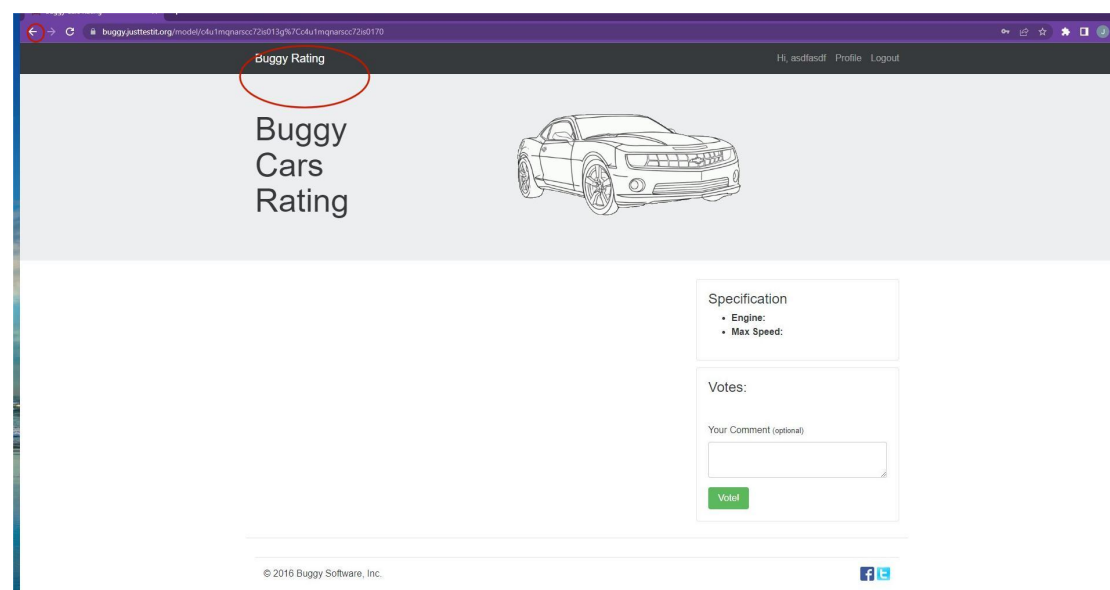 buggy.justtestit.org/model/c4u1mqnarscc72is013g%7Cc4u1mqnarscc72is0170
Buggy Rating
Hi, asdfasdf Profile Logout
Buggy
Cars
Rating
Specification
• Engine:
• Max Speed:
Votes:
Your Comment (optional)
Vote!
© 2016 Buggy Software, Inc.